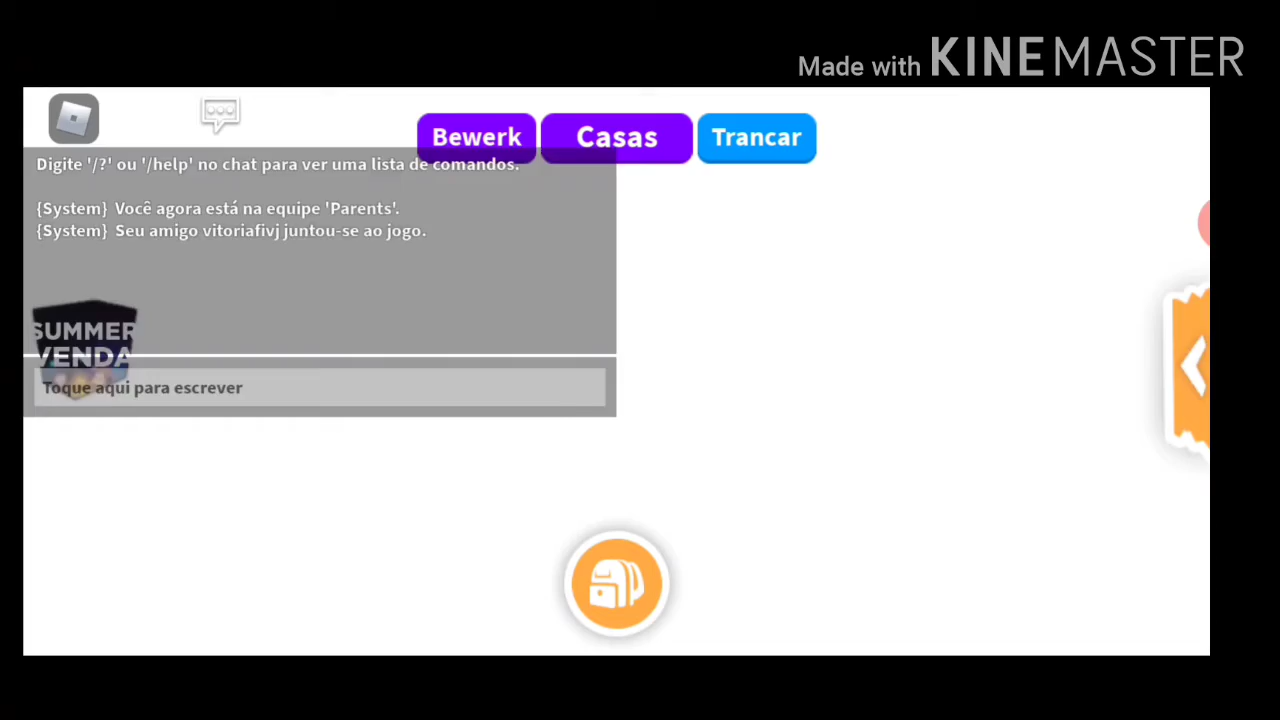 Made with KINEMASTER
Bewerk Casas Trancar
Digite '/?' ou '/help' no chat para ver uma lista de comandos.
{System} Você agora está na equipe 'Parents'.
{System} Seu amigo vitoriafivj juntou-se ao jogo.
SUMMER
VENDA
Toque aqui para escrever